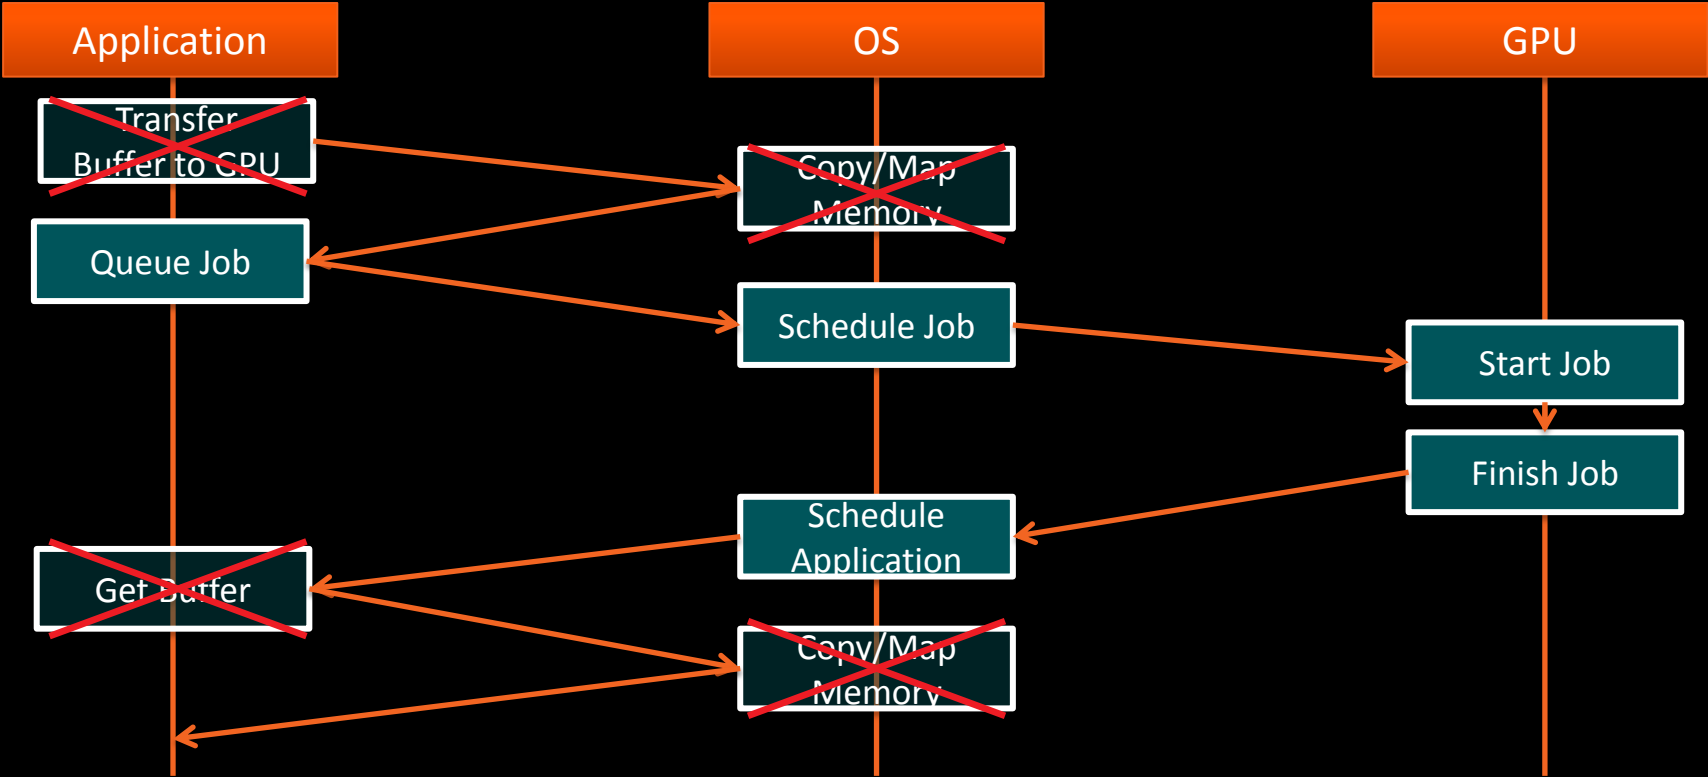 Application
OS
GPU
Transfer
Buffer to GPU
Copy/Map
Memory
Queue Job
Schedule Job
Start Job
Finish Job
Schedule
Application
Get Buffer
Copy/Map
Memory